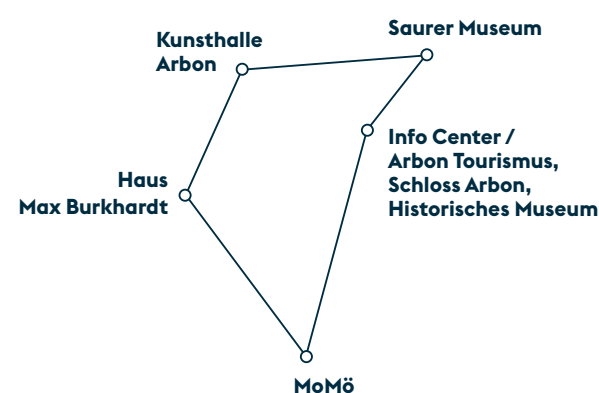 Saurer Museum
Kunsthalle
Arbon
Info Center /
Arbon Tourismus,
Schloss Arbon,
Historisches Museum
Haus
Max Burkhardt
MoMö